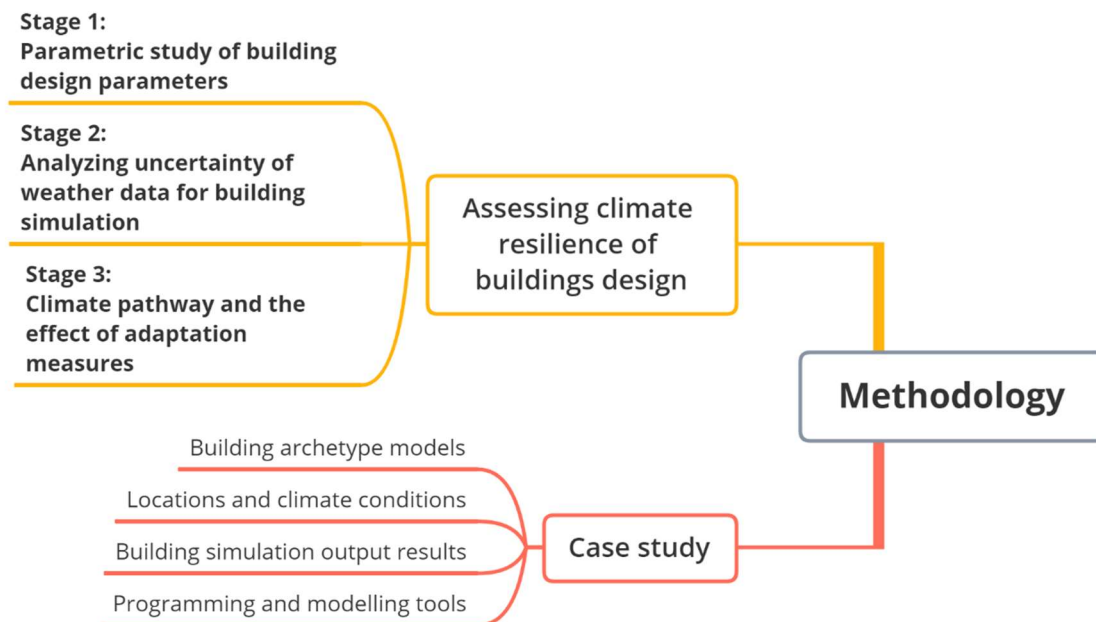 Stage 1:
Parametric study of building
design parameters
Stage 2:
Analyzing uncertainty of
weather data for building
simulation
Stage 3:
Climate pathway and the
effect of adaptation
measures
Assessing climate
resilience of
buildings design
Methodology
Building archetype models
Locations and climate conditions
Building simulation output results
Programming and modelling tools
Case study